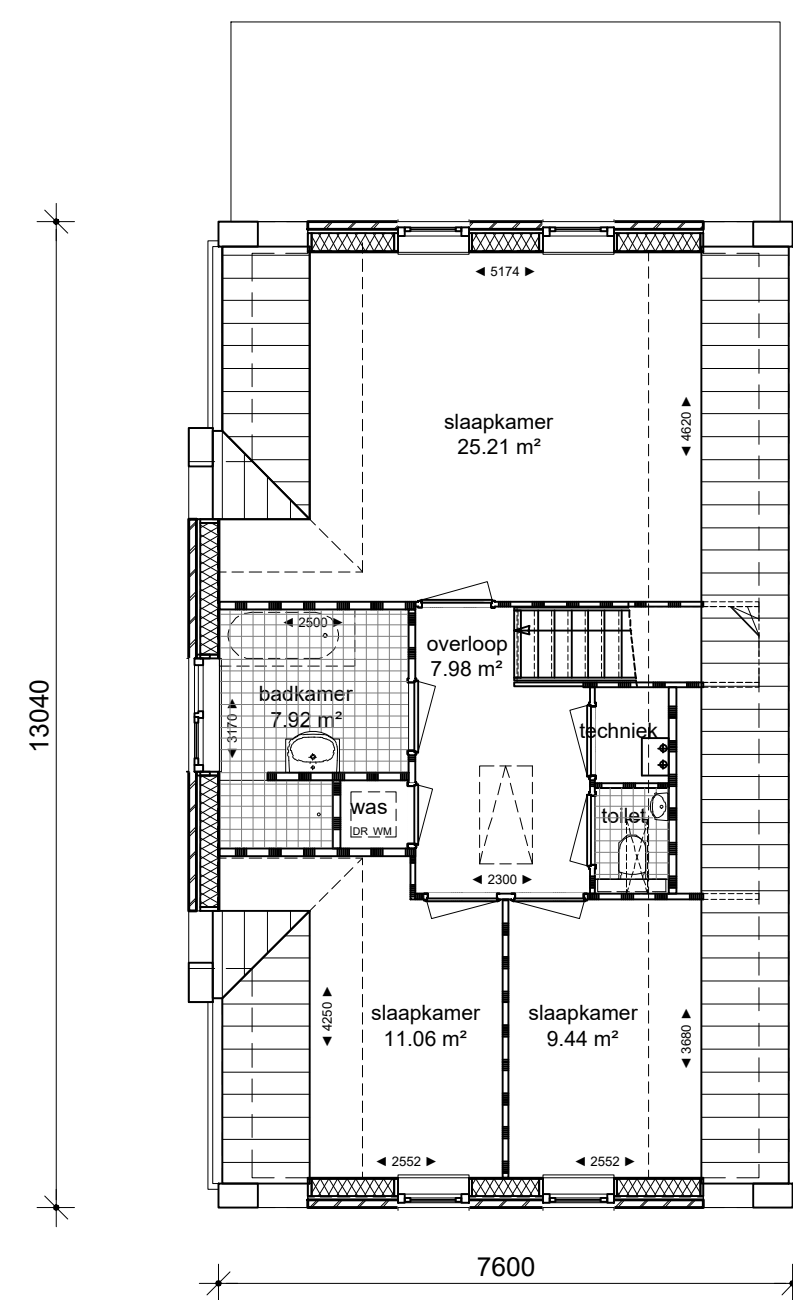 ◄ 5174 ►
slaapkamer
25.21 m²
◄ 4620 ►
◄ 2500 ►
overloop
7.98 m²
badkamer
7.92 m²
◄ 3170 ►
techniek
was
DR WM
toilet
◄ 2300 ►
13040
slaapkamer
11.06 m²
◄ 4250 ►
slaapkamer
9.44 m²
◄ 3680 ►
◄ 2552 ►
◄ 2552 ►
7600